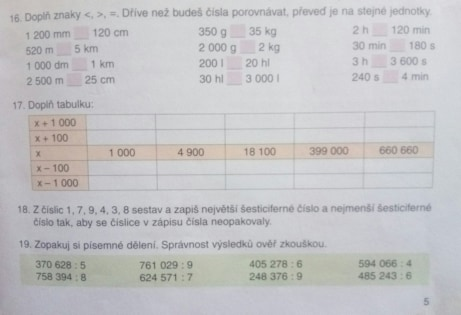 16. Doplň znaky <, >, =. Dříve než budeš čísla porovnávat, převeď je na stejné jednotky.
1 200 mm 120 cm 350 g 35 kg 2 h 120 min
520 m 5 km 2 000 g 2 kg 30 min 180 s
1 000 dm 1 km 200 l 20 hl 3 h 3 600 s
2 500 m 25 cm 30 hl 3 000 l 240 s 4 min
17. Doplň tabulku:
x + 1 000
x + 100
x 1 000 4 900 18 100 399 000 660 660
x – 100
x – 1 000
18. Z číslic 1, 7, 9, 4, 3, 8 sestav a zapiš největší šesticiferné číslo a nejmenší šesticiferné
číslo tak, aby se číslice v zápisu čísla neopakovaly.
19. Zopakuj si písemné dělení. Správnost výsledků ověř zkouškou.
370 628 : 5 761 029 : 9 405 278 : 6 594 066 : 4
758 394 : 8 624 571 : 7 248 376 : 9 485 243 : 6
5